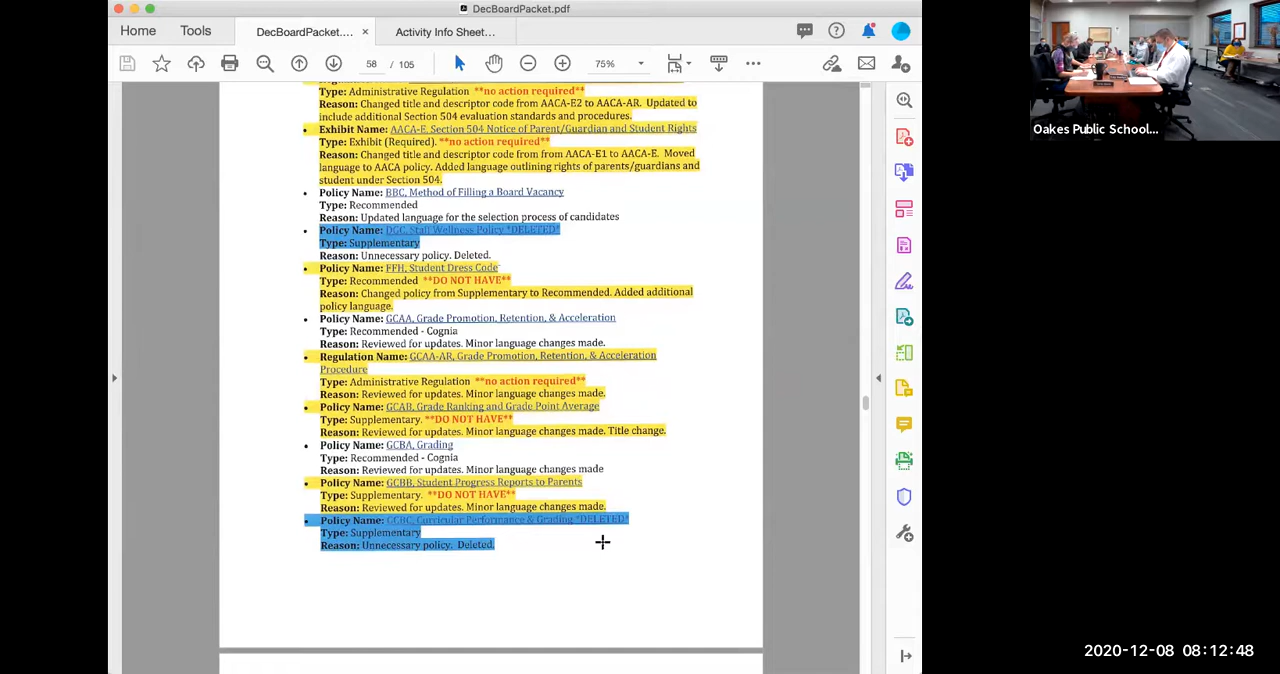 DecBoardPacket.pdf
Home
Tools
DecBoardPacket.... ×
Activity Info Sheet...
58 / 105
75%
Type: Administrative Regulation **no action required**
Reason: Changed title and descriptor code from AACA-E2 to AACA-AR. Updated to
include additional Section 504 evaluation standards and procedures.
• Exhibit Name: AACA-E, Section 504 Notice of Parent/Guardian and Student Rights
Type: Exhibit (Required). **no action required**
Reason: Changed title and descriptor code from from AACA-E1 to AACA-E. Moved
language to AACA policy. Added language outlining rights of parents/guardians and
student under Section 504.
• Policy Name: BBC, Method of Filling a Board Vacancy
Type: Recommended
Reason: Updated language for the selection process of candidates
• Policy Name: DGC, Staff Wellness Policy *DELETED*
Type: Supplementary
Reason: Unnecessary policy. Deleted.
• Policy Name: FFH, Student Dress Code
Type: Recommended **DO NOT HAVE**
Reason: Changed policy from Supplementary to Recommended. Added additional
policy language.
• Policy Name: GCAA, Grade Promotion, Retention, & Acceleration
Type: Recommended - Cognia
Reason: Reviewed for updates. Minor language changes made.
• Regulation Name: GCAA-AR, Grade Promotion, Retention, & Acceleration
Procedure
Type: Administrative Regulation **no action required**
Reason: Reviewed for updates. Minor language changes made.
• Policy Name: GCAB, Grade Ranking and Grade Point Average
Type: Supplementary. **DO NOT HAVE**
Reason: Reviewed for updates. Minor language changes made. Title change.
• Policy Name: GCBA, Grading
Type: Recommended - Cognia
Reason: Reviewed for updates. Minor language changes made
• Policy Name: GCBB, Student Progress Reports to Parents
Type: Supplementary. **DO NOT HAVE**
Reason: Reviewed for updates. Minor language changes made.
• Policy Name: GCBC, Curricular Performance & Grading *DELETED*
Type: Supplementary
Reason: Unnecessary policy. Deleted.
Oakes Public School...
2020-12-08 08:12:48